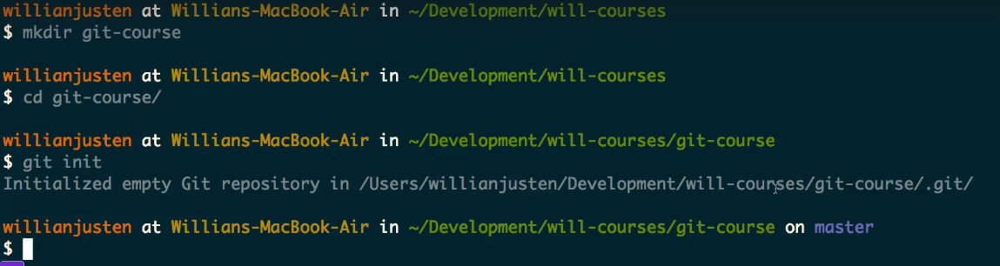 willianjusten at Willians-MacBook-Air in ~/Development/will-courses
$ mkdir git-course
willianjusten at Willians-MacBook-Air in ~/Development/will-courses
$ cd git-course/
willianjusten at Willians-MacBook-Air in ~/Development/will-courses/git-course
$ git init
Initialized empty Git repository in /Users/willianjusten/Development/will-courses/git-course/.git/
willianjusten at Willians-MacBook-Air in ~/Development/will-courses/git-course on master
$